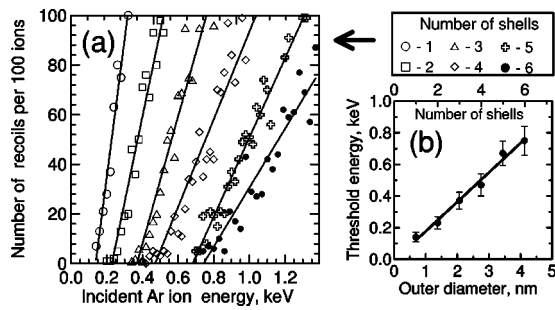 (a)
Number of recoils per 100 ions
100
80
60
40
20
0
0.0 0.2 0.4 0.6 0.8 1.0 1.2
Incident Ar ion energy, keV
Number of shells
- 1 - 3 - 5
- 2 - 4 - 6
0 2 4 6
Number of shells
(b)
Threshold energy, keV
1.0
0.8
0.6
0.4
0.2
0.0
0 1 2 3 4 5
Outer diameter, nm